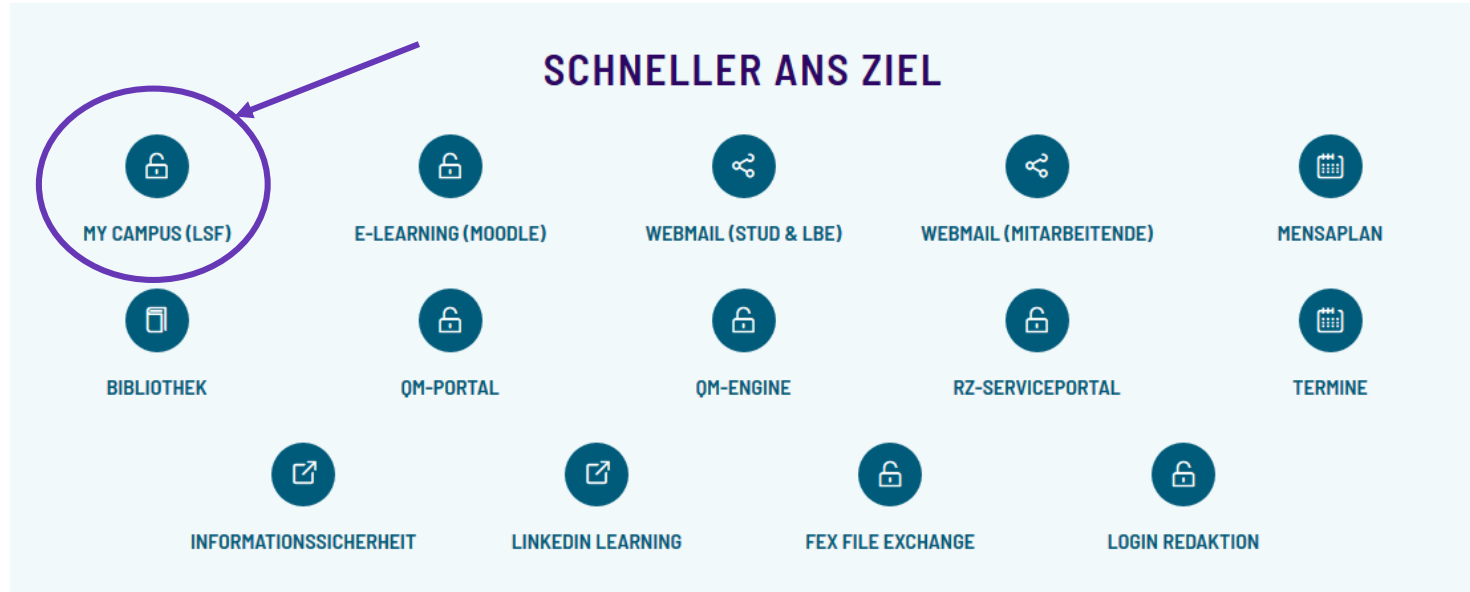 SCHNELLER ANS ZIEL
MY CAMPUS (LSF)
E-LEARNING (MOODLE)
WEBMAIL (STUD & LBE)
WEBMAIL (MITARBEITENDE)
MENSAPLAN
BIBLIOTHEK
QM-PORTAL
QM-ENGINE
RZ-SERVICEPORTAL
TERMINE
INFORMATIONSSICHERHEIT
LINKEDIN LEARNING
FEX FILE EXCHANGE
LOGIN REDAKTION